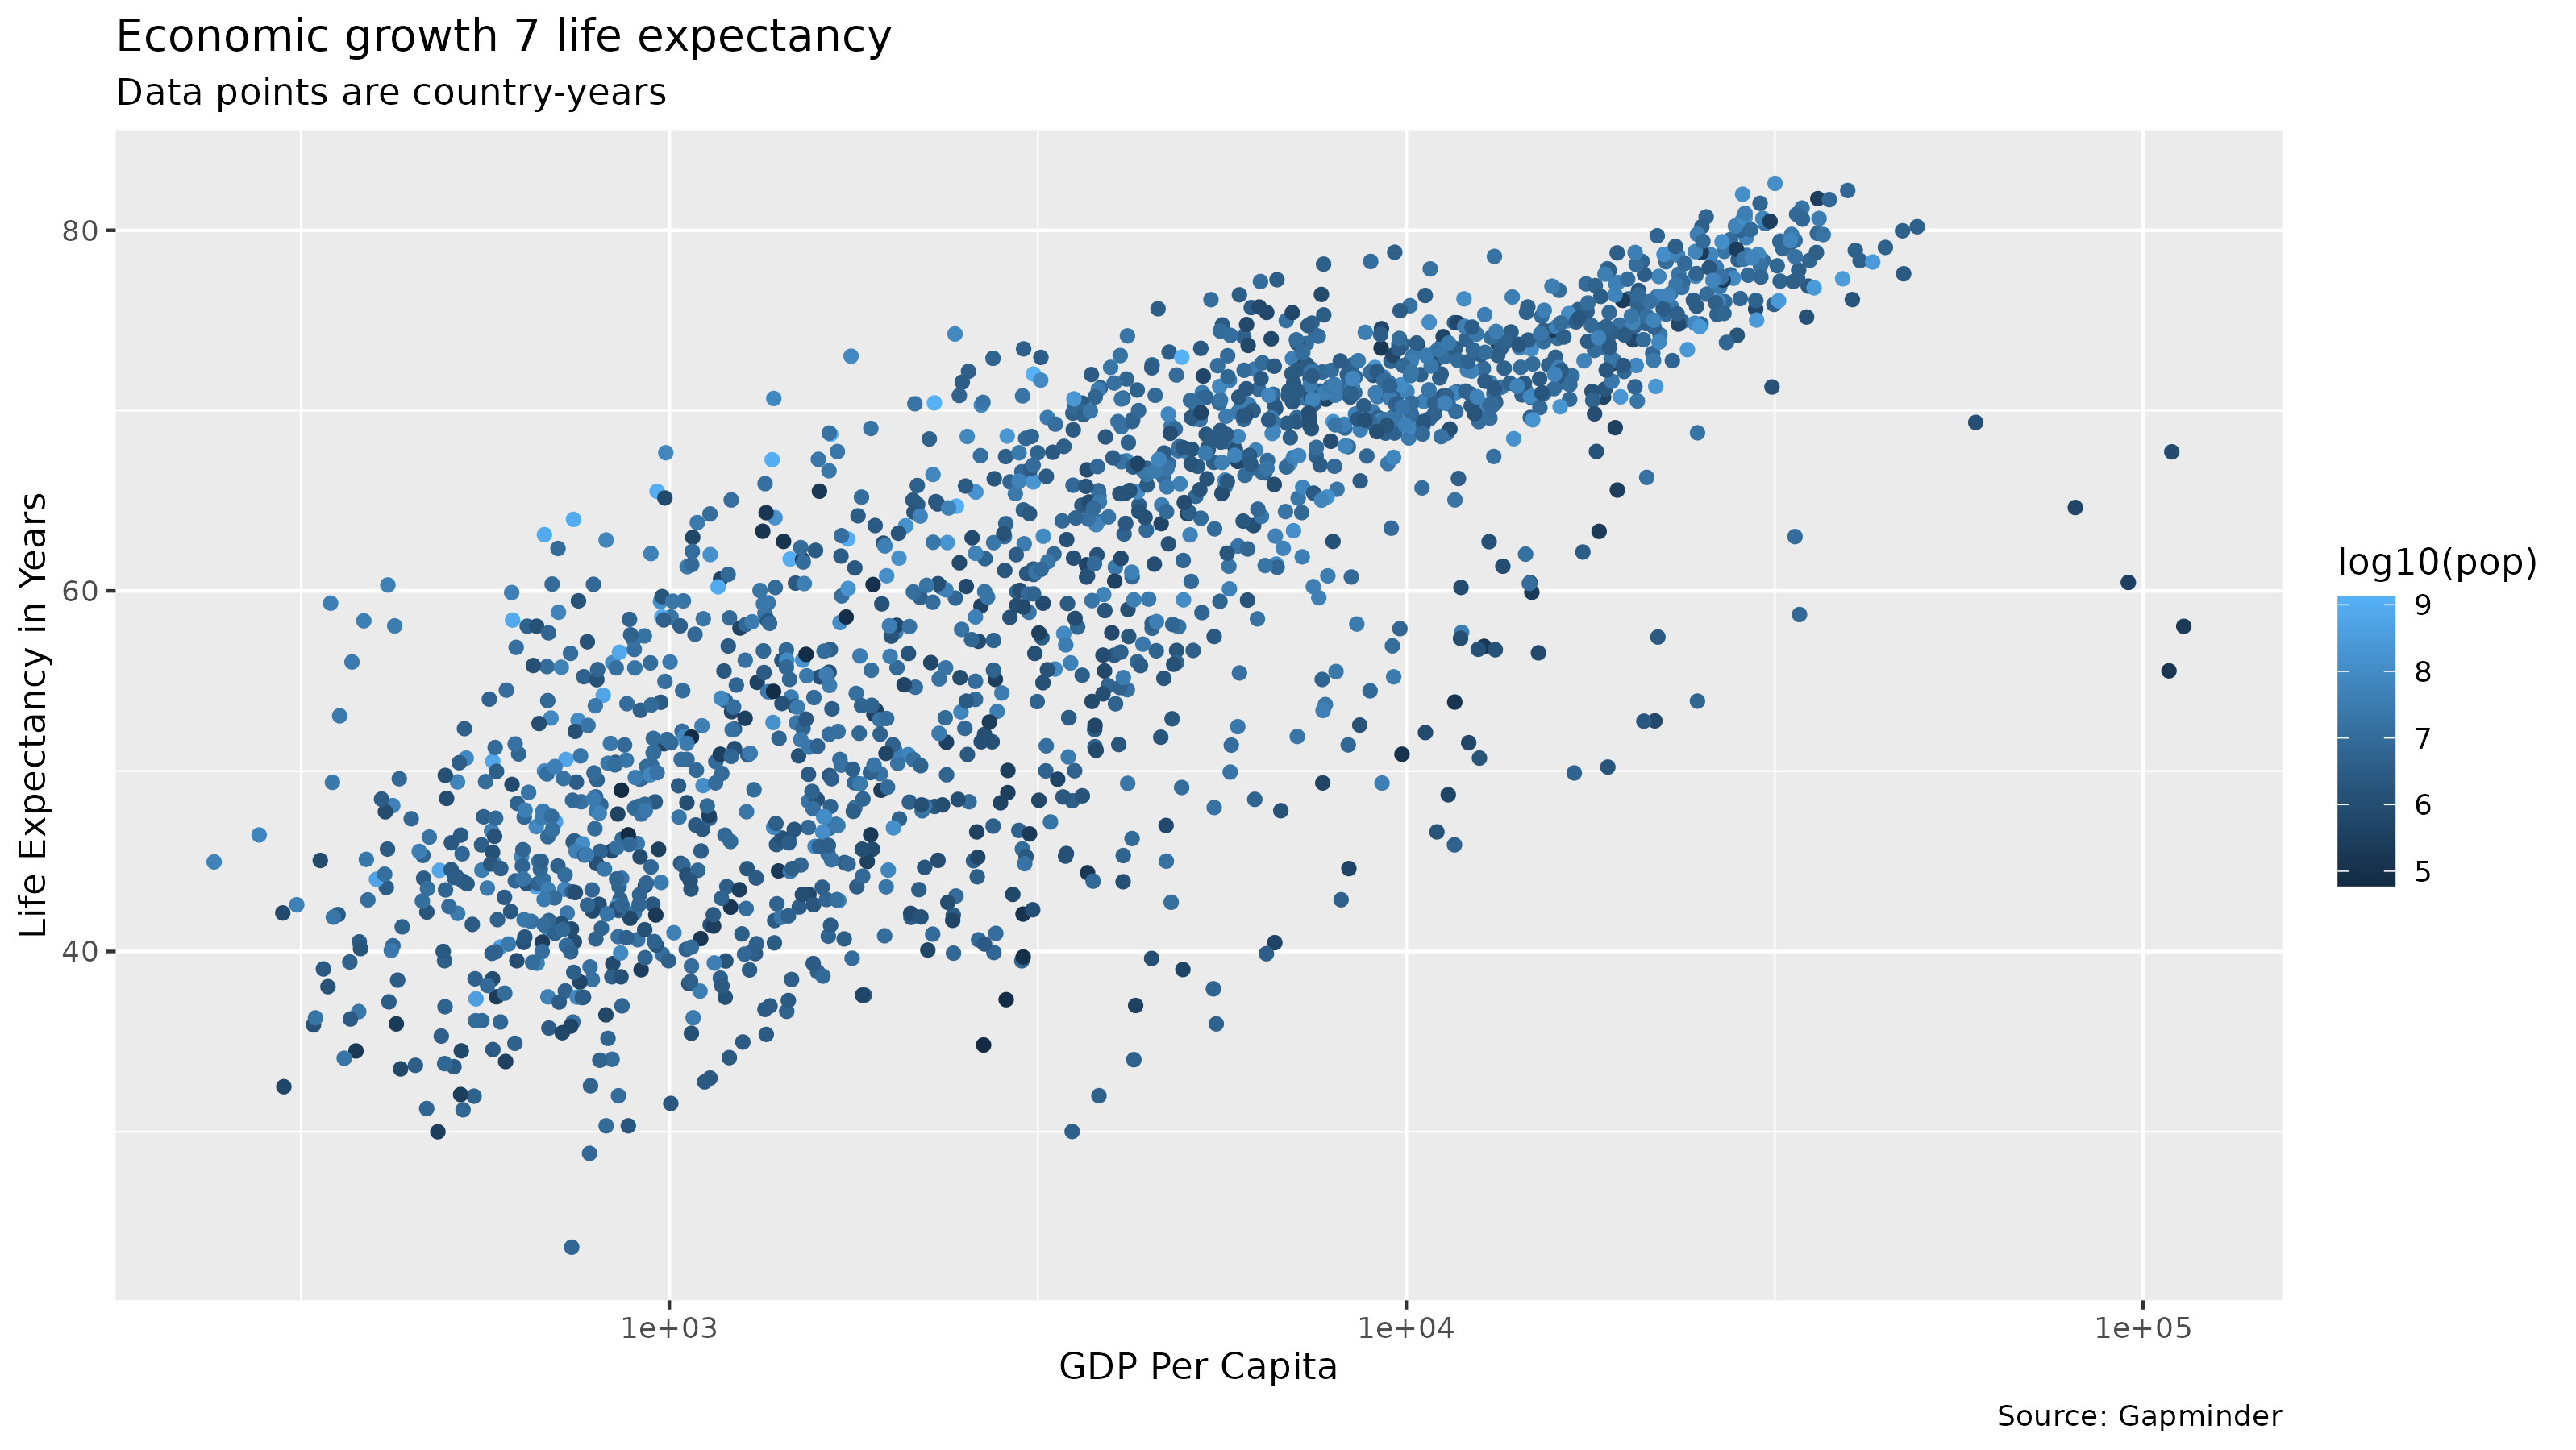 Economic growth 7 life expectancy
Data points are country-years
Life Expectancy in Years
80
60
40
1e+03
1e+04
1e+05
GDP Per Capita
log10(pop)
9
8
7
6
5
Source: Gapminder